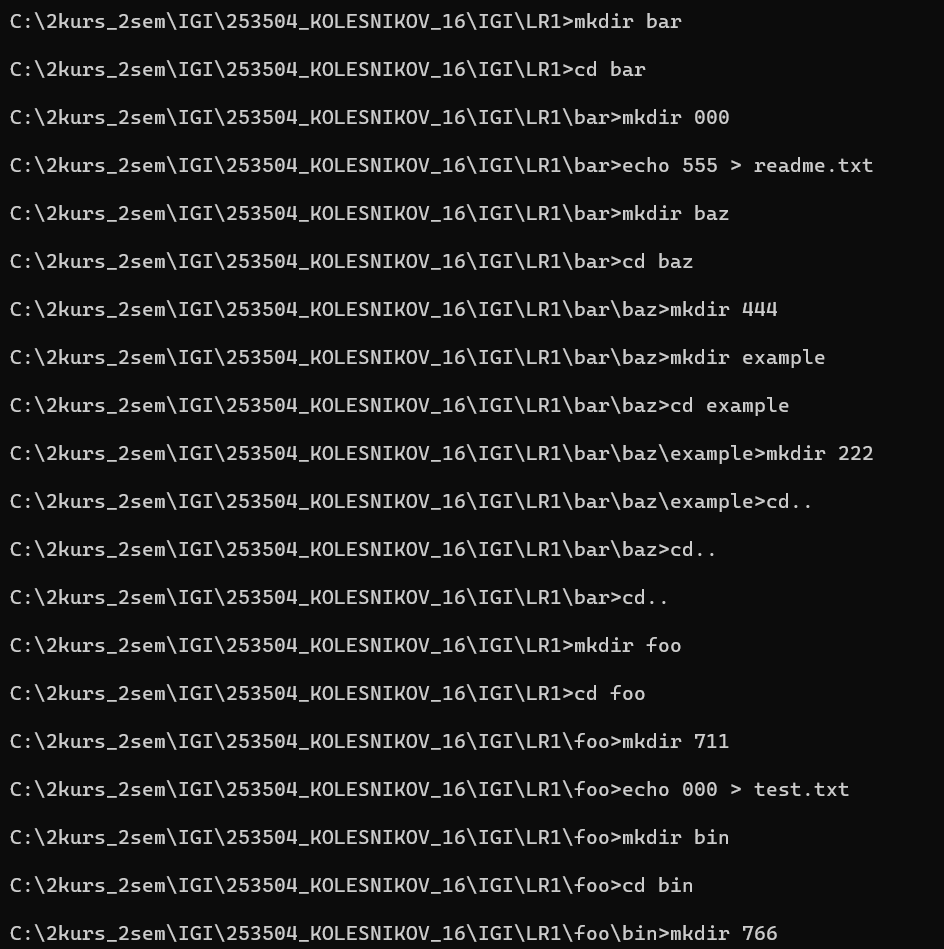 C:\2kurs_2sem\IGI\253504_KOLESNIKOV_16\IGI\LR1>mkdir bar
C:\2kurs_2sem\IGI\253504_KOLESNIKOV_16\IGI\LR1>cd bar
C:\2kurs_2sem\IGI\253504_KOLESNIKOV_16\IGI\LR1\bar>mkdir 000
C:\2kurs_2sem\IGI\253504_KOLESNIKOV_16\IGI\LR1\bar>echo 555 > readme.txt
C:\2kurs_2sem\IGI\253504_KOLESNIKOV_16\IGI\LR1\bar>mkdir baz
C:\2kurs_2sem\IGI\253504_KOLESNIKOV_16\IGI\LR1\bar>cd baz
C:\2kurs_2sem\IGI\253504_KOLESNIKOV_16\IGI\LR1\bar\baz>mkdir 444
C:\2kurs_2sem\IGI\253504_KOLESNIKOV_16\IGI\LR1\bar\baz>mkdir example
C:\2kurs_2sem\IGI\253504_KOLESNIKOV_16\IGI\LR1\bar\baz>cd example
C:\2kurs_2sem\IGI\253504_KOLESNIKOV_16\IGI\LR1\bar\baz\example>mkdir 222
C:\2kurs_2sem\IGI\253504_KOLESNIKOV_16\IGI\LR1\bar\baz\example>cd..
C:\2kurs_2sem\IGI\253504_KOLESNIKOV_16\IGI\LR1\bar\baz>cd..
C:\2kurs_2sem\IGI\253504_KOLESNIKOV_16\IGI\LR1\bar>cd..
C:\2kurs_2sem\IGI\253504_KOLESNIKOV_16\IGI\LR1>mkdir foo
C:\2kurs_2sem\IGI\253504_KOLESNIKOV_16\IGI\LR1>cd foo
C:\2kurs_2sem\IGI\253504_KOLESNIKOV_16\IGI\LR1\foo>mkdir 711
C:\2kurs_2sem\IGI\253504_KOLESNIKOV_16\IGI\LR1\foo>echo 000 > test.txt
C:\2kurs_2sem\IGI\253504_KOLESNIKOV_16\IGI\LR1\foo>mkdir bin
C:\2kurs_2sem\IGI\253504_KOLESNIKOV_16\IGI\LR1\foo>cd bin
C:\2kurs_2sem\IGI\253504_KOLESNIKOV_16\IGI\LR1\foo\bin>mkdir 766